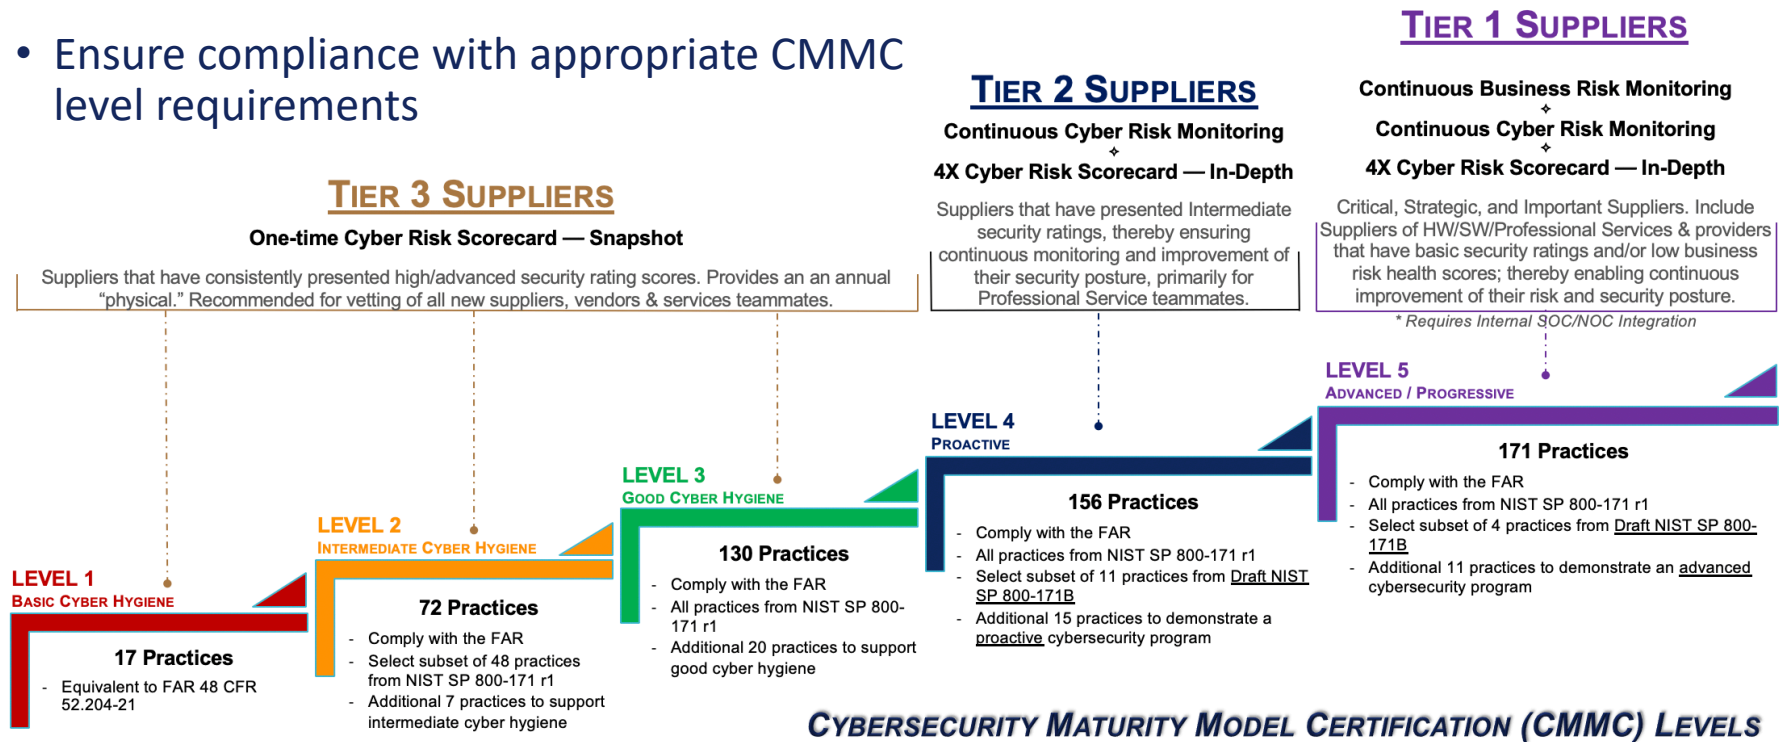 • Ensure compliance with appropriate CMMC
level requirements
TIER 3 SUPPLIERS
One-time Cyber Risk Scorecard — Snapshot
Suppliers that have consistently presented high/advanced security rating scores. Provides an an annual
“physical.” Recommended for vetting of all new suppliers, vendors & services teammates.
TIER 2 SUPPLIERS
Continuous Cyber Risk Monitoring
✧
4X Cyber Risk Scorecard — In-Depth
Suppliers that have presented Intermediate
security ratings, thereby ensuring
continuous monitoring and improvement of
their security posture, primarily for
Professional Service teammates.
TIER 1 SUPPLIERS
Continuous Business Risk Monitoring
✧
Continuous Cyber Risk Monitoring
✧
4X Cyber Risk Scorecard — In-Depth
Critical, Strategic, and Important Suppliers. Include
Suppliers of HW/SW/Professional Services & providers
that have basic security ratings and/or low business
risk health scores; thereby enabling continuous
improvement of their risk and security posture.
* Requires Internal SOC/NOC Integration
LEVEL 1
BASIC CYBER HYGIENE
17 Practices
- Equivalent to FAR 48 CFR
52.204-21
LEVEL 2
INTERMEDIATE CYBER HYGIENE
72 Practices
- Comply with the FAR
- Select subset of 48 practices
from NIST SP 800-171 r1
- Additional 7 practices to support
intermediate cyber hygiene
LEVEL 3
GOOD CYBER HYGIENE
130 Practices
- Comply with the FAR
- All practices from NIST SP 800-
171 r1
- Additional 20 practices to support
good cyber hygiene
LEVEL 4
PROACTIVE
156 Practices
- Comply with the FAR
- All practices from NIST SP 800-171 r1
- Select subset of 11 practices from Draft NIST
SP 800-171B
- Additional 15 practices to demonstrate a
proactive cybersecurity program
LEVEL 5
ADVANCED / PROGRESSIVE
171 Practices
- Comply with the FAR
- All practices from NIST SP 800-171 r1
- Select subset of 4 practices from Draft NIST SP 800-
171B
- Additional 11 practices to demonstrate an advanced
cybersecurity program
CYBERSECURITY MATURITY MODEL CERTIFICATION (CMMC) LEVELS